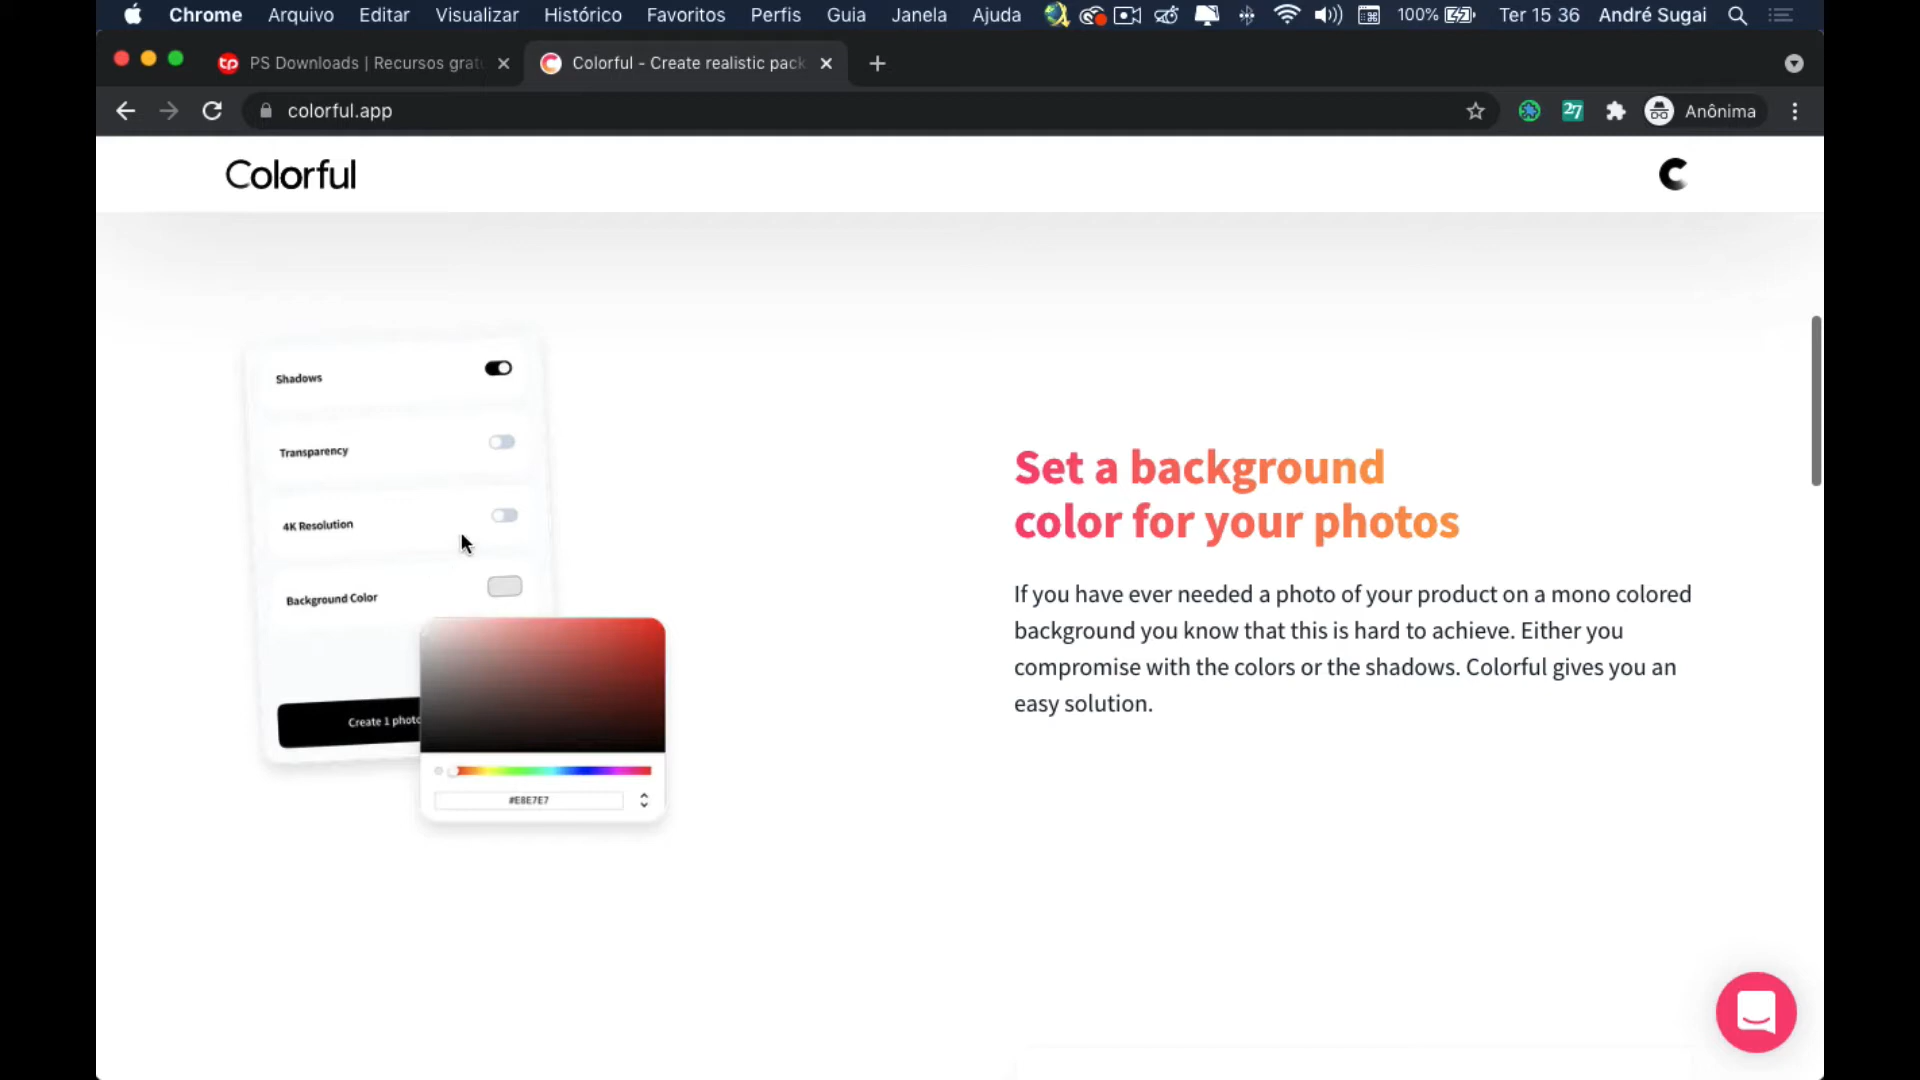 Chrome Arquivo Editar Visualizar Histórico Favoritos Perfis Guia Janela Ajuda 100% Ter 15 36 André Sugai
tp PS Downloads | Recursos grat
Colorful - Create realistic pack
colorful.app
27
Anônima
Colorful
C
Shadows
Transparency
4K Resolution
Background Color
Create 1 photo
#E8E7E7
Set a background
color for your photos
If you have ever needed a photo of your product on a mono colored
background you know that this is hard to achieve. Either you
compromise with the colors or the shadows. Colorful gives you an
easy solution.